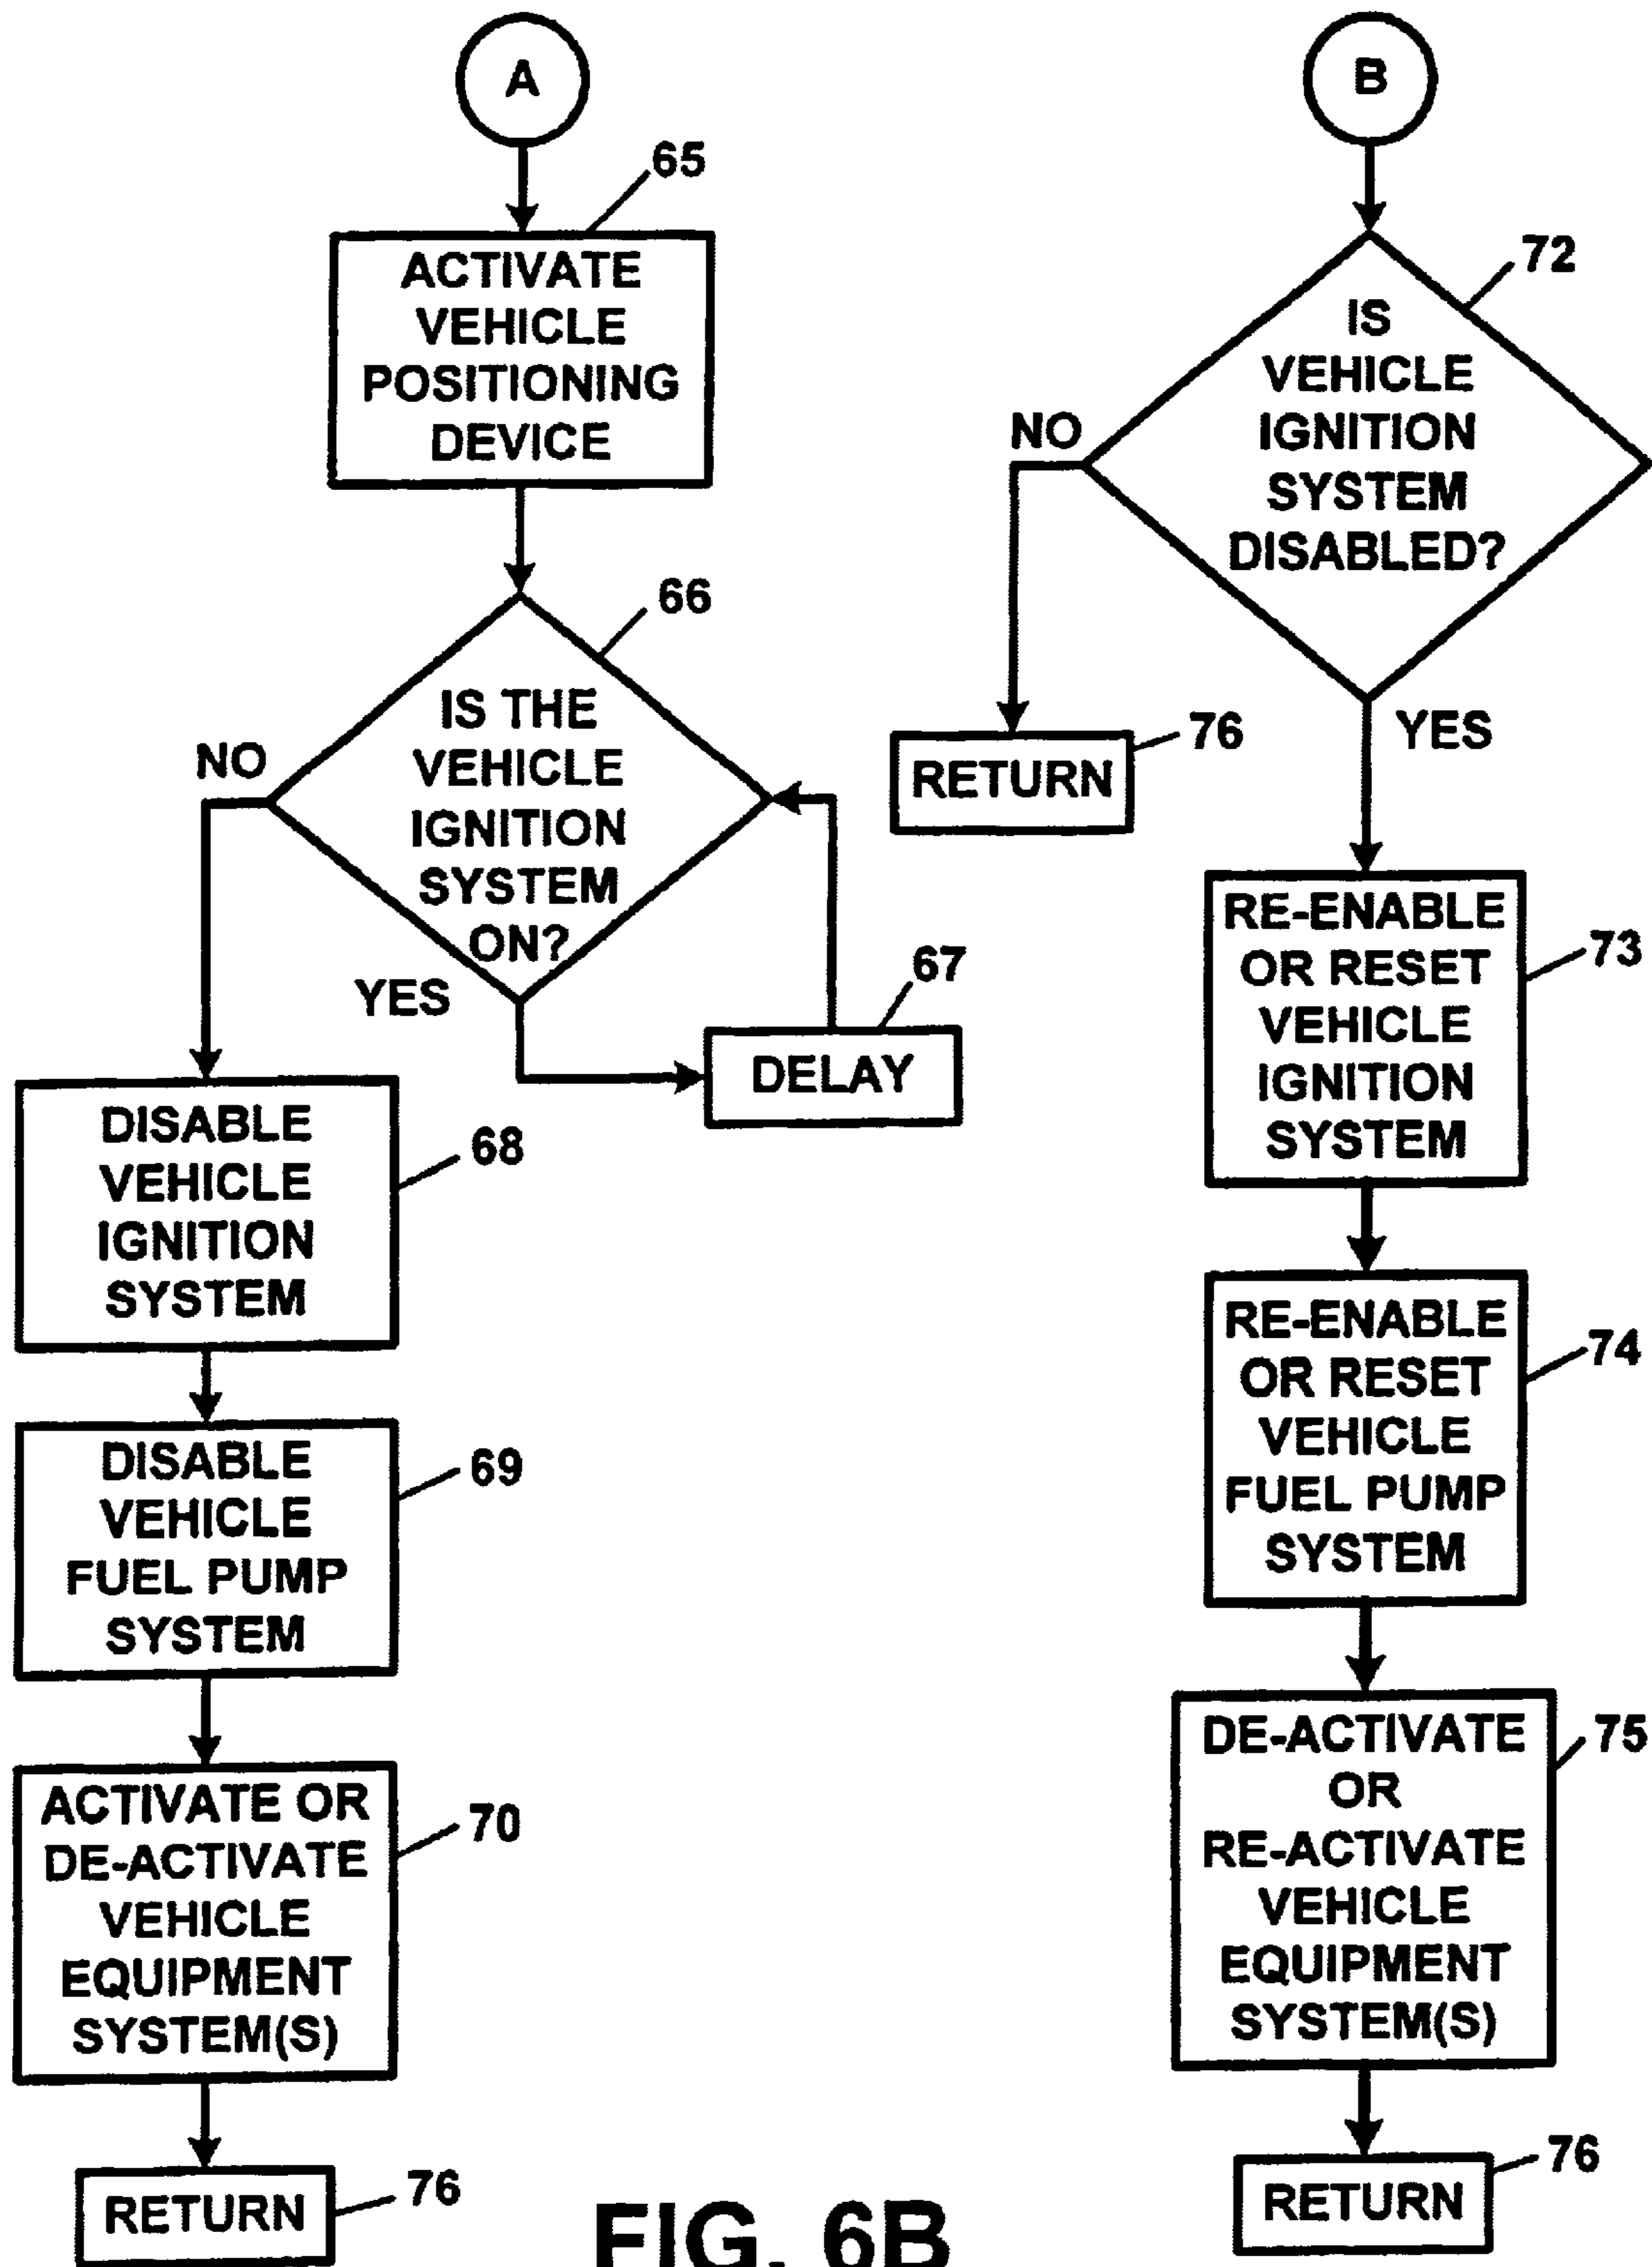 A
65
ACTIVATE
VEHICLE
POSITIONING
DEVICE
66
IS THE
VEHICLE
IGNITION
SYSTEM
ON?
NO
YES
67
DELAY
DISABLE
VEHICLE
IGNITION
SYSTEM
68
DISABLE
VEHICLE
FUEL PUMP
SYSTEM
69
ACTIVATE OR
DE-ACTIVATE
VEHICLE
EQUIPMENT
SYSTEM(S)
70
RETURN
76
B
72
IS
VEHICLE
IGNITION
SYSTEM
DISABLED?
NO
RETURN
76
YES
RE-ENABLE
OR RESET
VEHICLE
IGNITION
SYSTEM
73
RE-ENABLE
OR RESET
VEHICLE
FUEL PUMP
SYSTEM
74
DE-ACTIVATE
OR
RE-ACTIVATE
VEHICLE
EQUIPMENT
SYSTEM(S)
75
RETURN
76
FIG. 6B